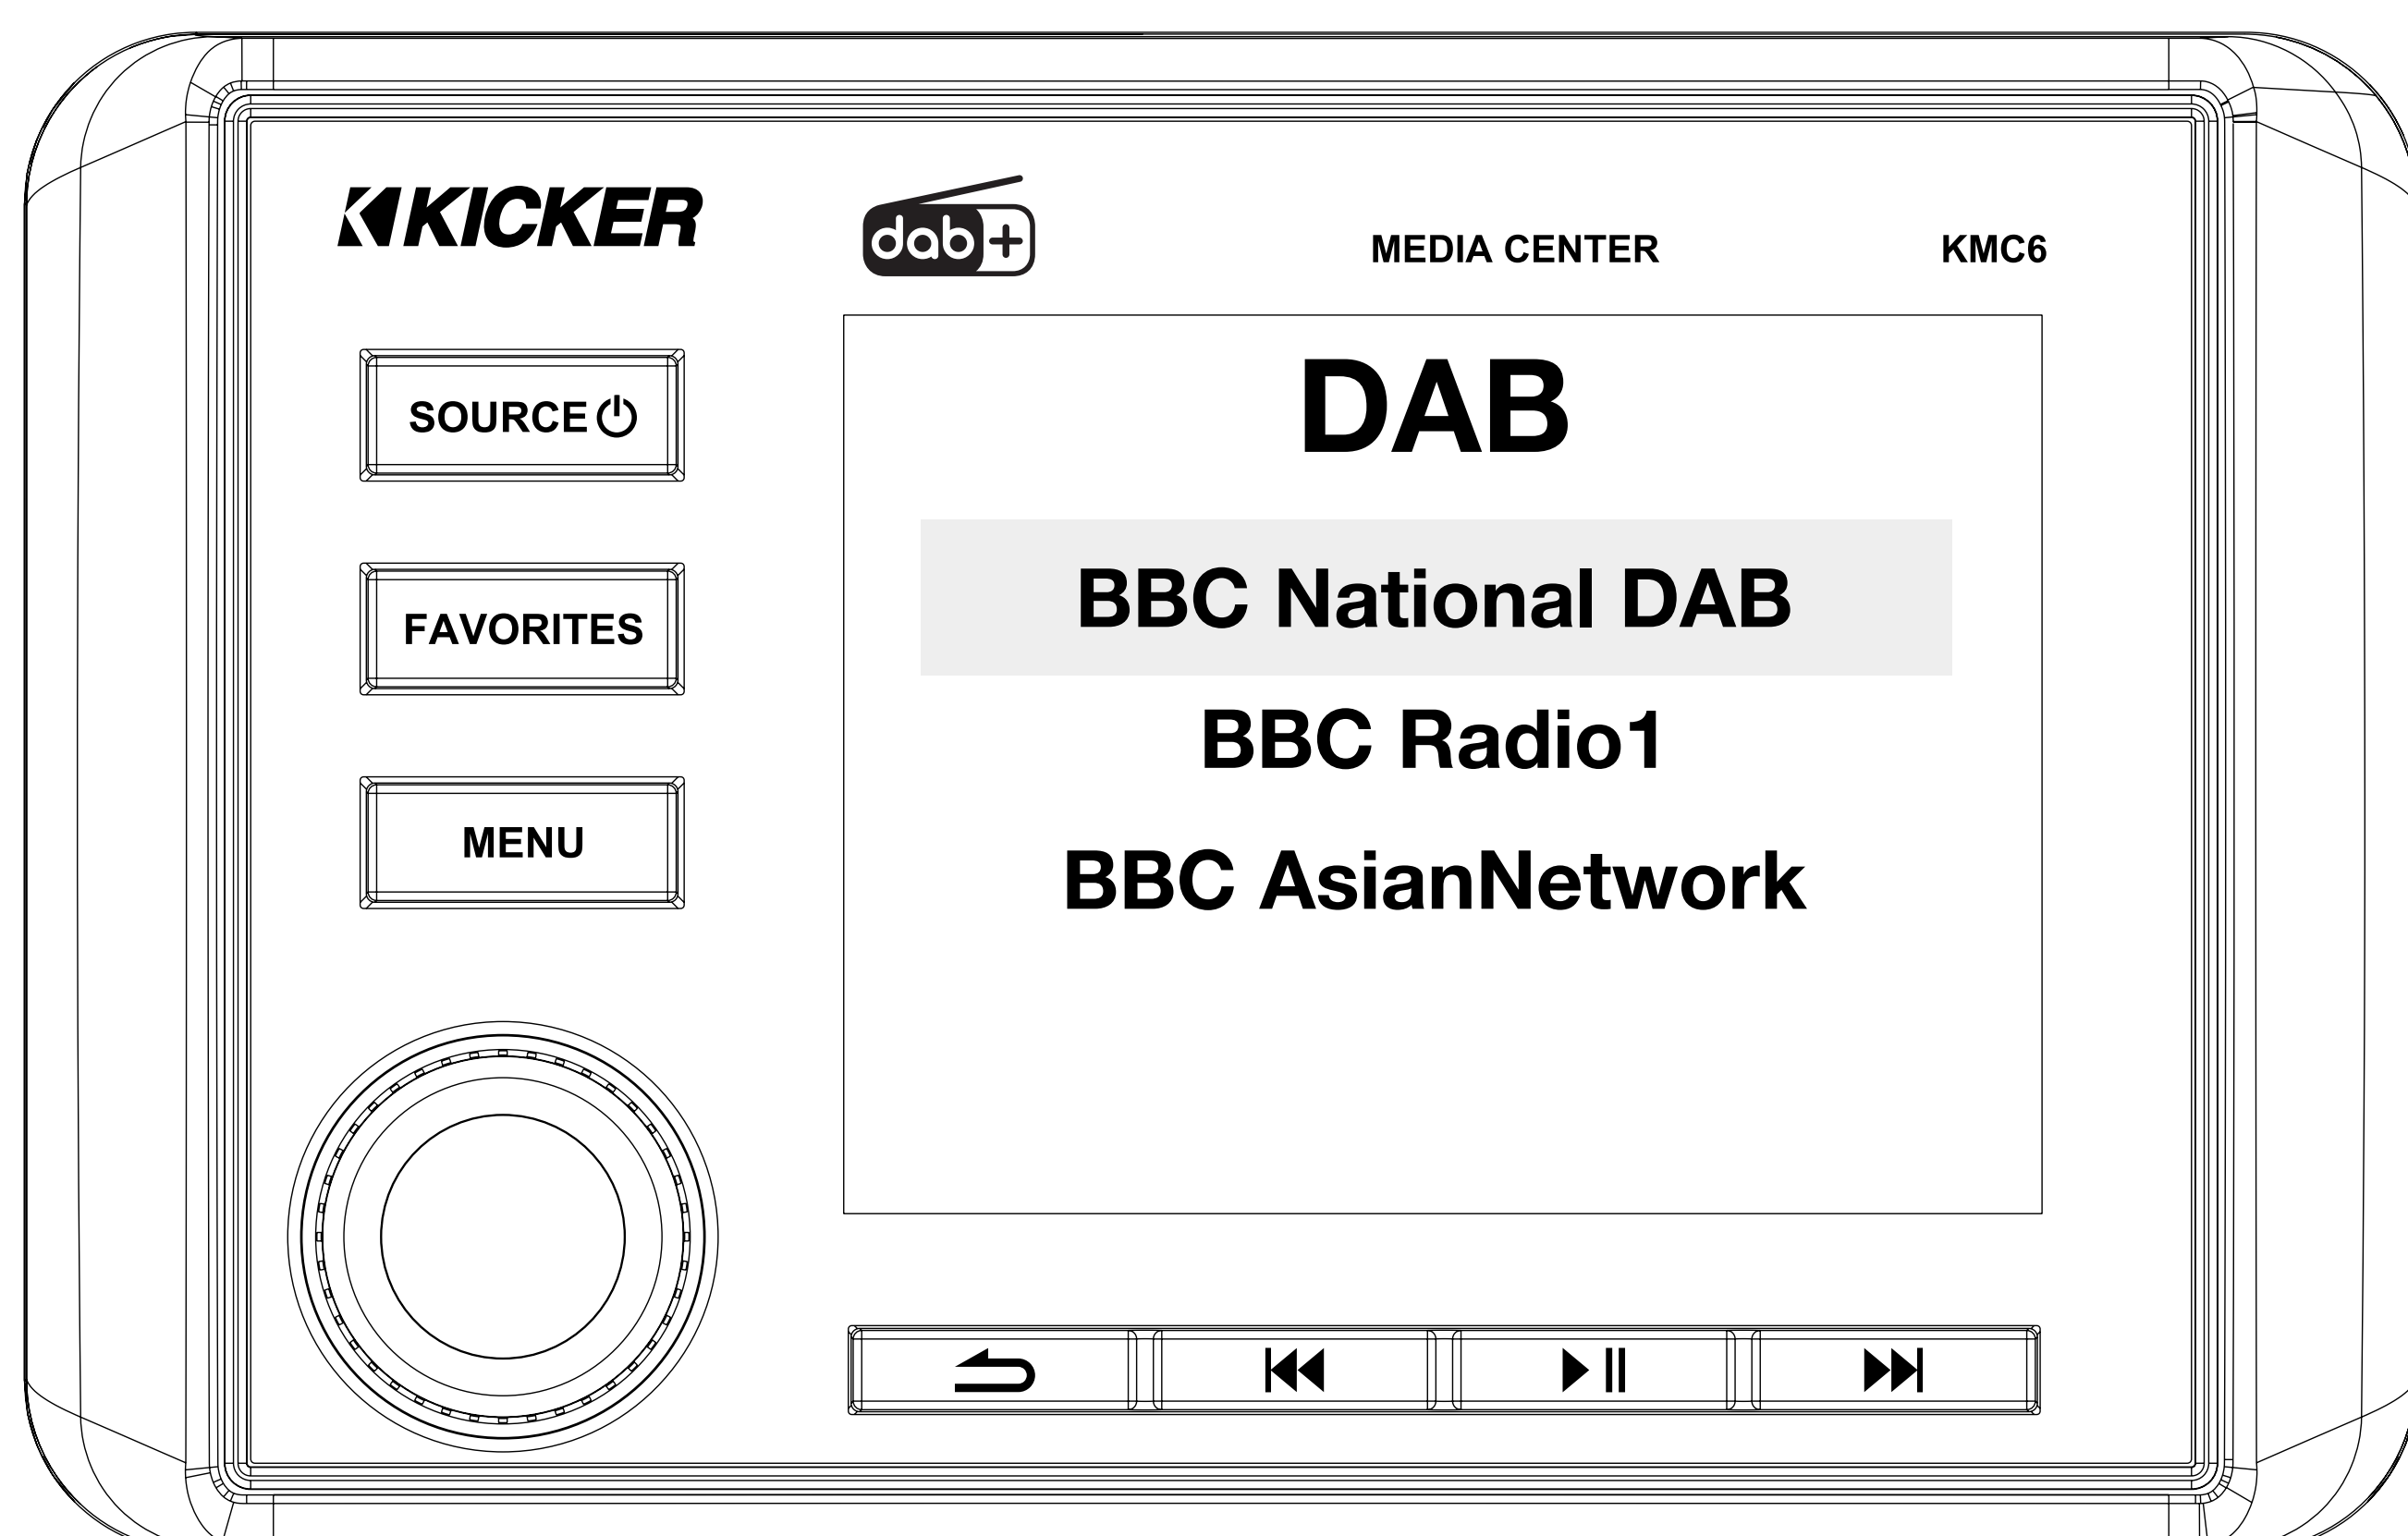 KICKER
dab+
MEDIA CENTER
KMC6
SOURCE
FAVORITES
MENU
DAB
BBC National DAB
BBC Radio1
BBC AsianNetwork